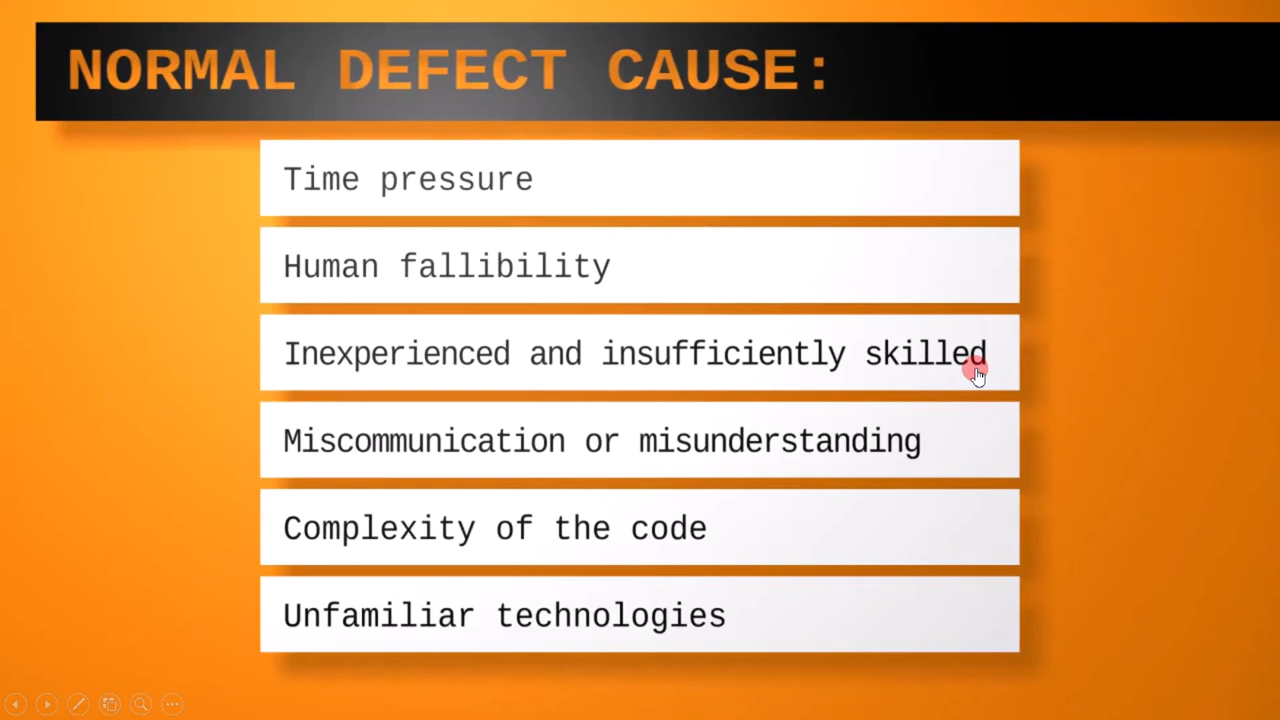 NORMAL DEFECT CAUSE:
Time pressure
Human fallibility
Inexperienced and insufficiently skilled
Miscommunication or misunderstanding
Complexity of the code
Unfamiliar technologies